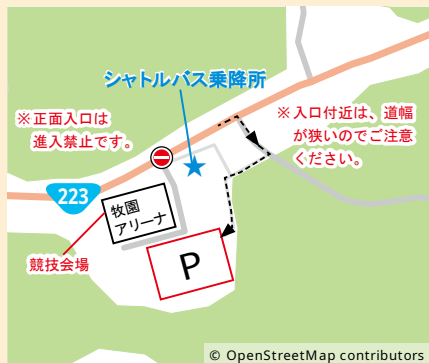 シャトルバス乗降所
※正面入口は
進入禁止です。
※入口付近は、道幅
が狭いのでご注意
ください。
223
牧園
アリーナ
競技会場
P
© OpenStreetMap contributors